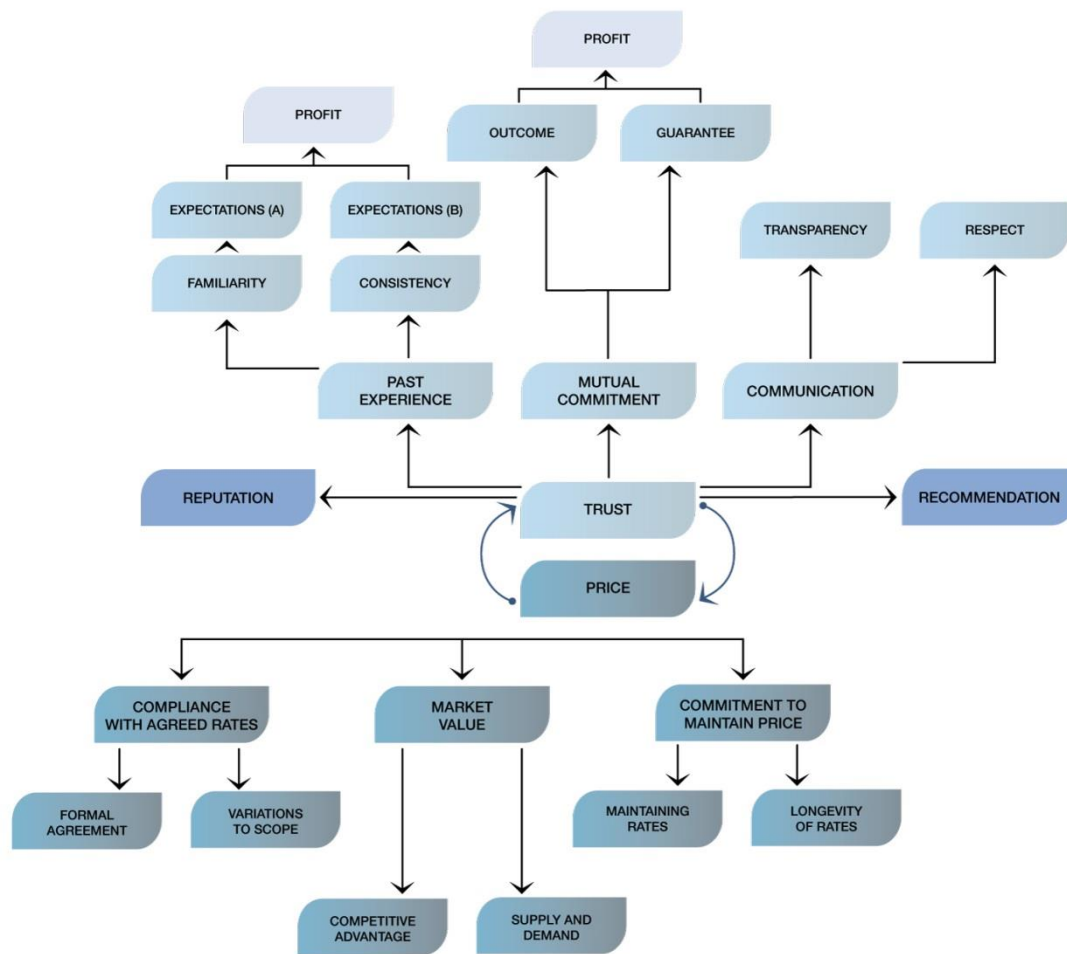 PROFIT
PROFIT
OUTCOME
GUARANTEE
EXPECTATIONS (A)
EXPECTATIONS (B)
TRANSPARENCY
RESPECT
FAMILIARITY
CONSISTENCY
PAST
EXPERIENCE
MUTUAL
COMMITMENT
COMMUNICATION
REPUTATION
TRUST
RECOMMENDATION
PRICE
COMPLIANCE
WITH AGREED RATES
MARKET
VALUE
COMMITMENT TO
MAINTAIN PRICE
FORMAL
AGREEMENT
VARIATIONS
TO SCOPE
MAINTAINING
RATES
LONGEVITY
OF RATES
COMPETITIVE
ADVANTAGE
SUPPLY AND
DEMAND